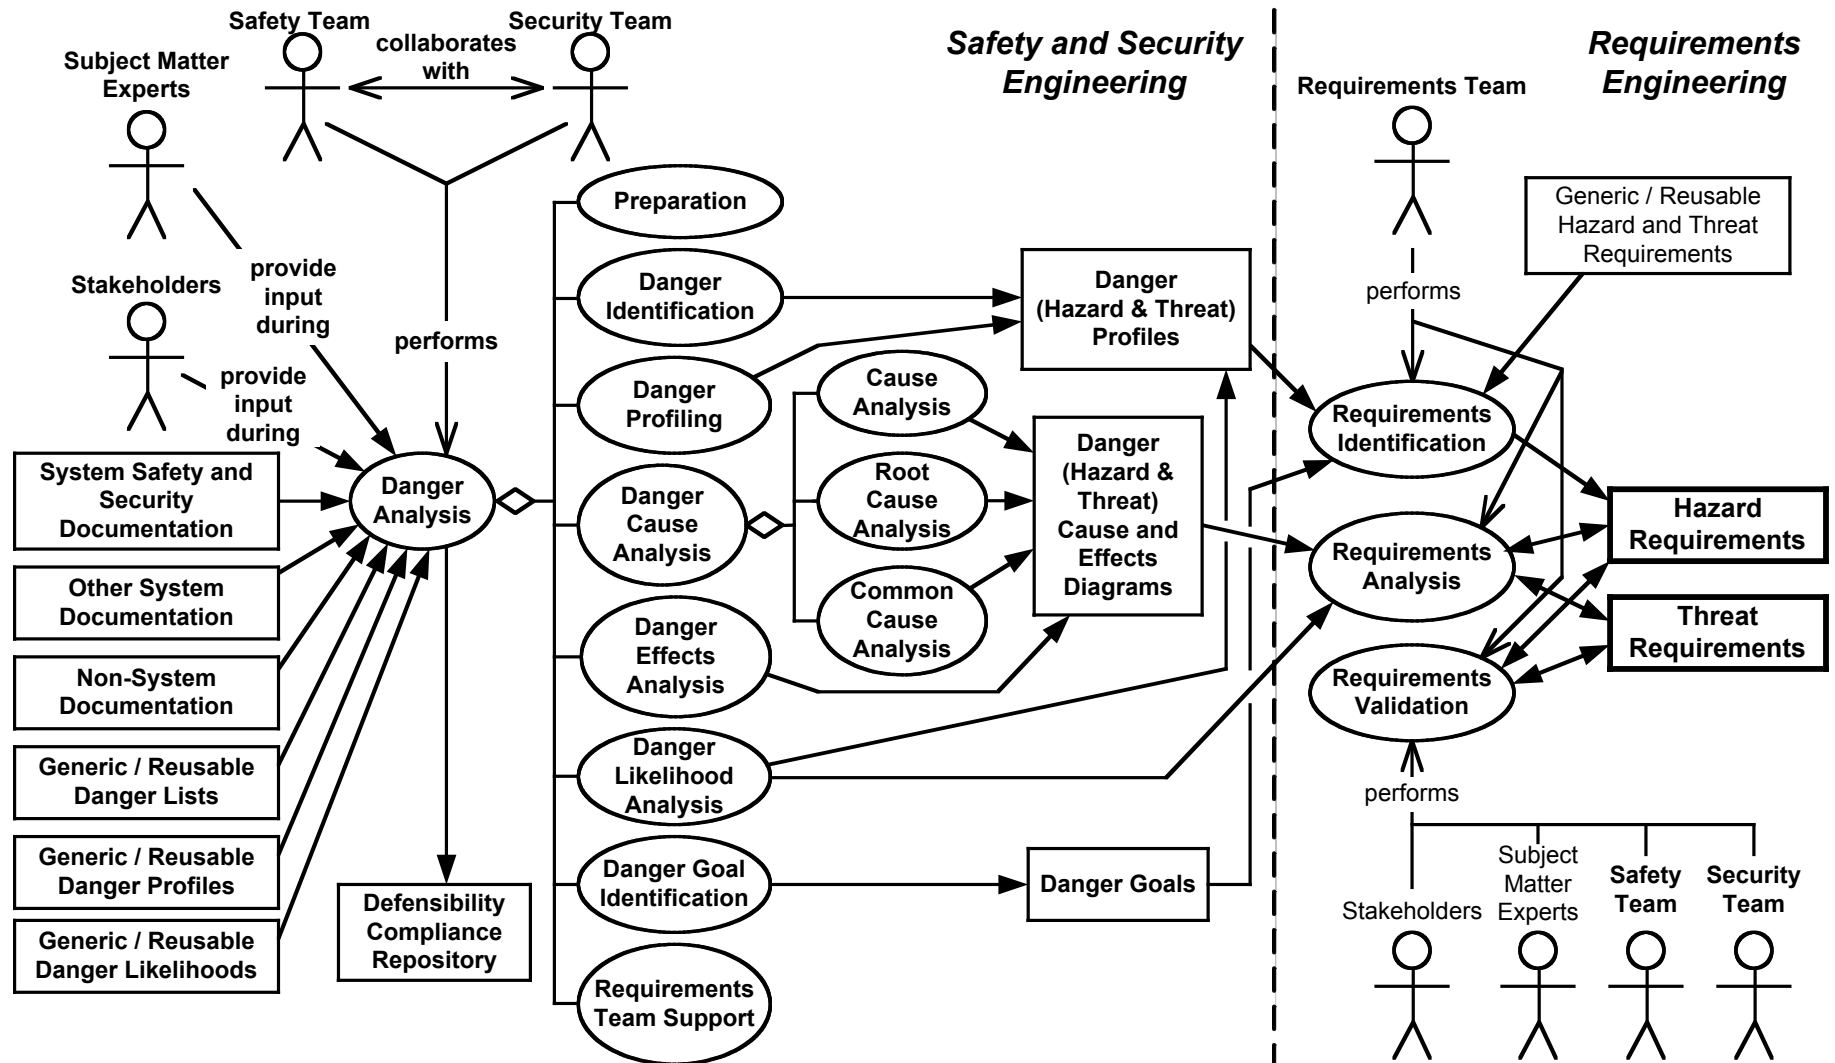 Safety Team
Security Team
collaborates
with
Subject Matter
Experts
Stakeholders
provide
input
during
provide
input
during
performs
Safety and Security
Engineering
Requirements
Engineering
Requirements Team
performs
Generic / Reusable
Hazard and Threat
Requirements
System Safety and
Security
Documentation
Other System
Documentation
Non-System
Documentation
Generic / Reusable
Danger Lists
Generic / Reusable
Danger Profiles
Generic / Reusable
Danger Likelihoods
Danger
Analysis
Defensibility
Compliance
Repository
Preparation
Danger
Identification
Danger
Profiling
Danger
Cause
Analysis
Danger
Effects
Analysis
Danger
Likelihood
Analysis
Danger Goal
Identification
Requirements
Team Support
Cause
Analysis
Root
Cause
Analysis
Common
Cause
Analysis
Danger
(Hazard & Threat)
Profiles
Danger
(Hazard &
Threat)
Cause and
Effects
Diagrams
Danger Goals
Requirements
Identification
Requirements
Analysis
Requirements
Validation
Hazard
Requirements
Threat
Requirements
performs
Stakeholders
Subject
Matter
Experts
Safety
Team
Security
Team